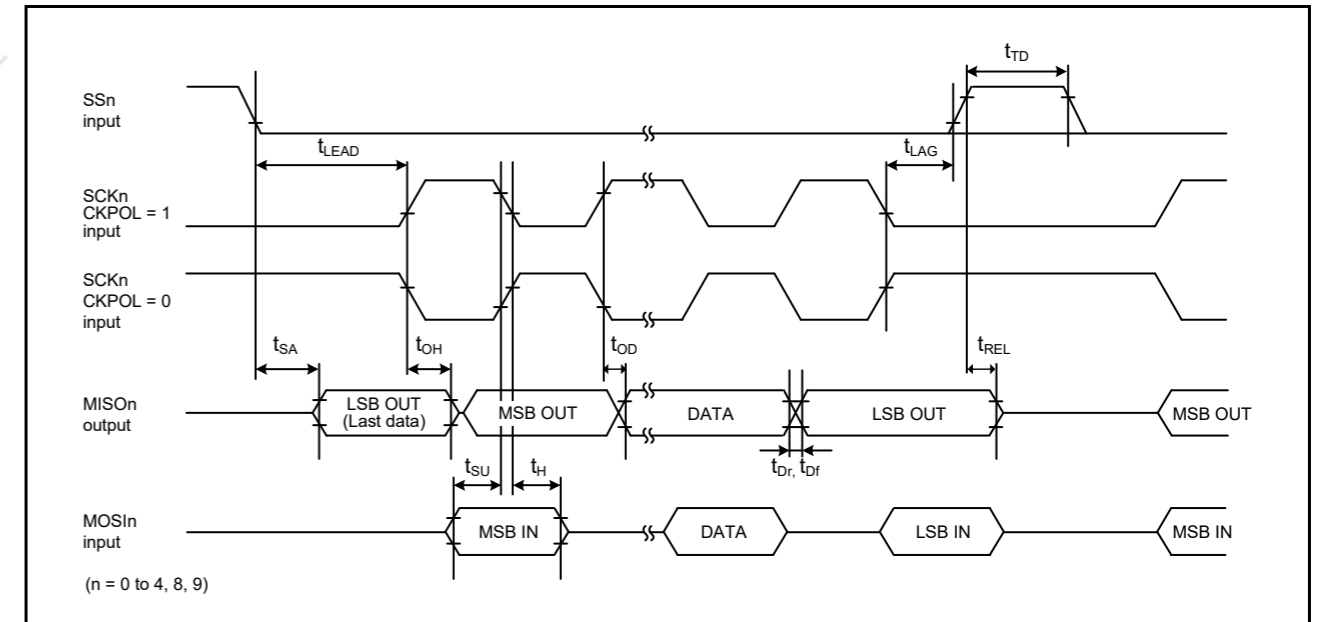 tTD
SSn
input
tLEAD
tLAG
SCKn
CKPOL = 1
input
SCKn
CKPOL = 0
input
tSA
tOH
tOD
tREL
MISOn
output
LSB OUT
(Last data)
MSB OUT
DATA
LSB OUT
MSB OUT
tSU
tH
tDr, tDf
MOSIn
input
MSB IN
DATA
LSB IN
MSB IN
(n = 0 to 4, 8, 9)